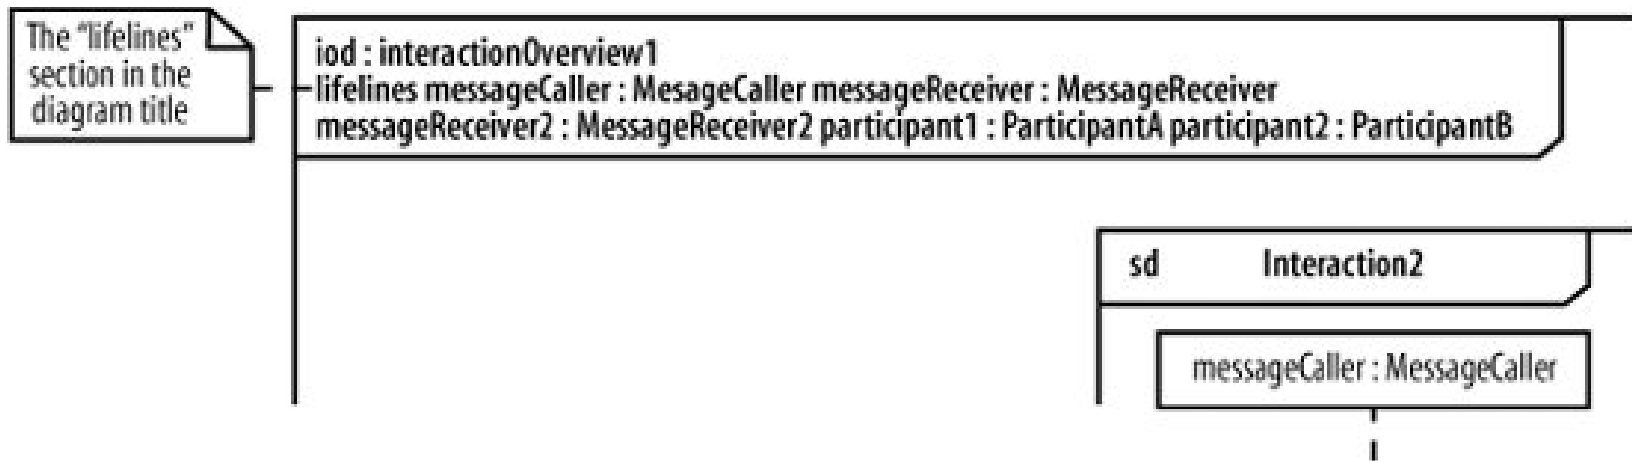 The “lifelines”
section in the
diagram title
iod : interactionOverview1
lifelines messageCaller : MesageCaller messageReceiver : MessageReceiver
messageReceiver2 : MessageReceiver2 participant1 : ParticipantA participant2 : ParticipantB
sd Interaction2
messageCaller : MessageCaller